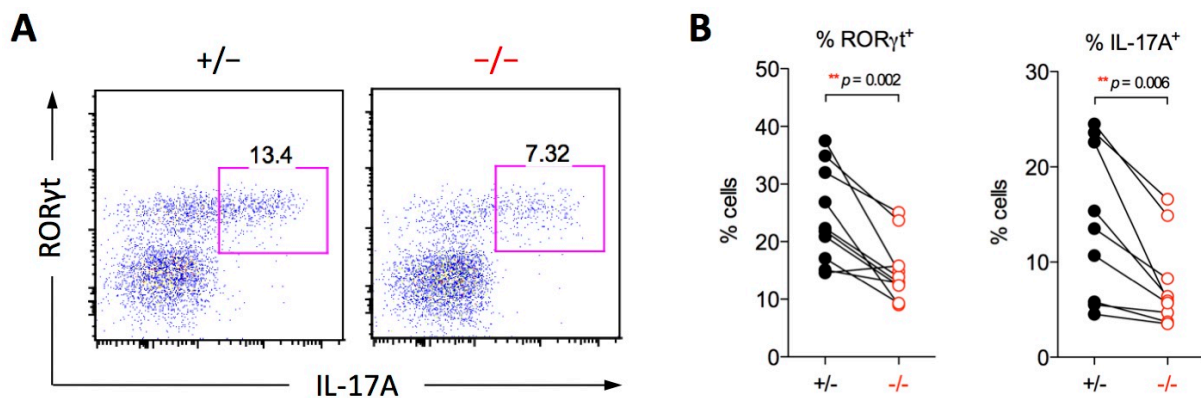 A
+/−
−/−
13.4
7.32
RORγt
IL-17A
B
% RORγt⁺
** p = 0.002
% cells
50
40
30
20
10
0
+/-
-/-
% IL-17A⁺
** p = 0.006
% cells
30
20
10
0
+/-
-/-